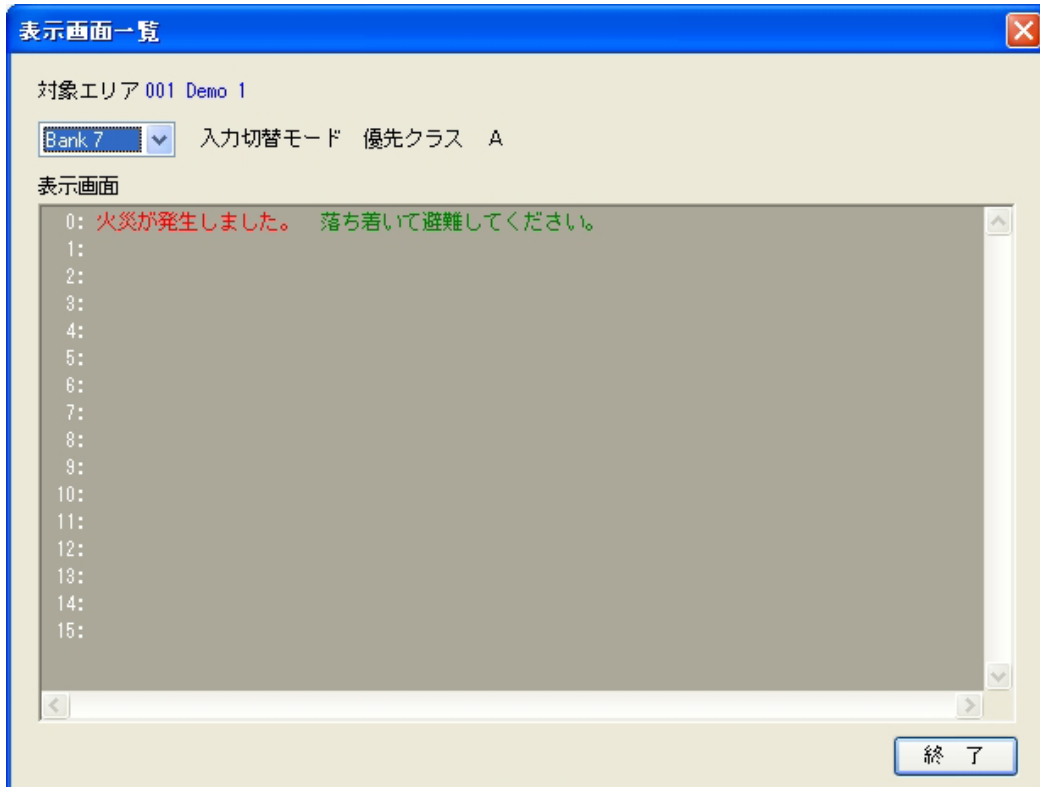 表示画面一覧
対象エリア 001 Demo 1
Bank 7 入力切替モード 優先クラス A
表示画面
0: 火災が発生しました。 落ち着いて避難してください。
1:
2:
3:
4:
5:
6:
7:
8:
9:
10:
11:
12:
13:
14:
15:
終 了